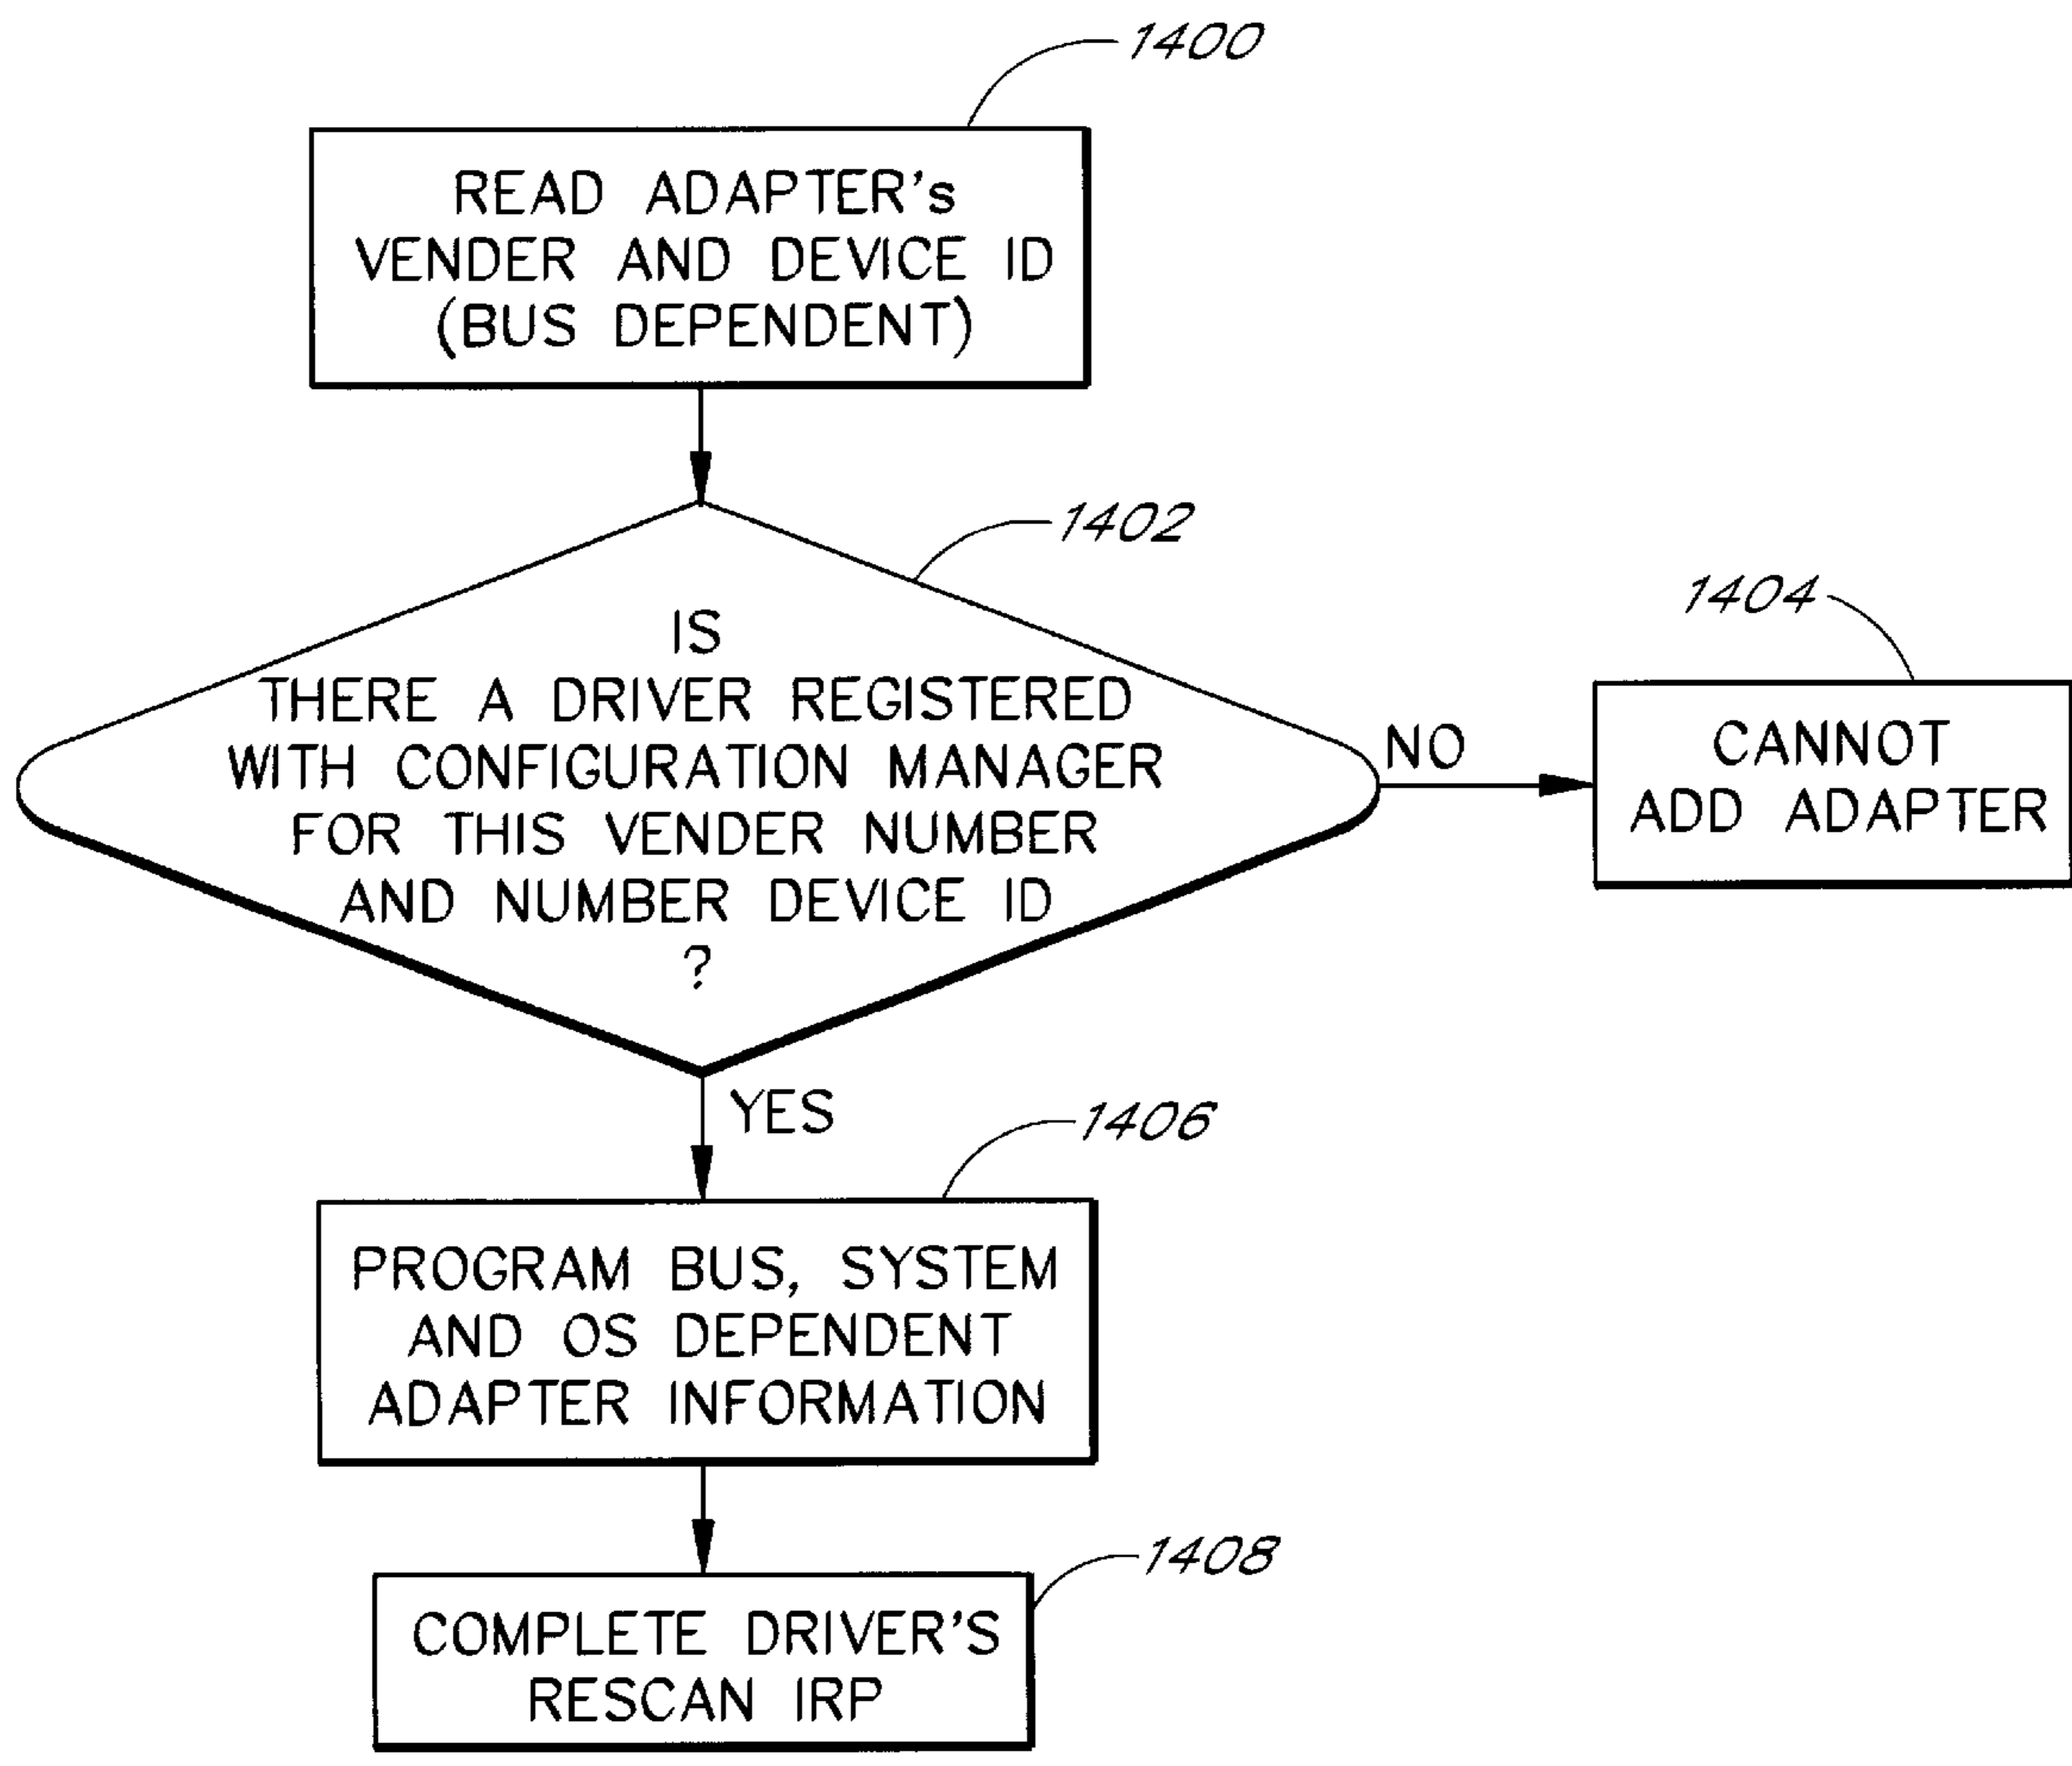 1400
READ ADAPTER's
VENDER AND DEVICE ID
(BUS DEPENDENT)
1402
IS
THERE A DRIVER REGISTERED
WITH CONFIGURATION MANAGER
FOR THIS VENDER NUMBER
AND NUMBER DEVICE ID
?
NO
1404
CANNOT
ADD ADAPTER
YES
1406
PROGRAM BUS, SYSTEM
AND OS DEPENDENT
ADAPTER INFORMATION
1408
COMPLETE DRIVER'S
RESCAN IRP